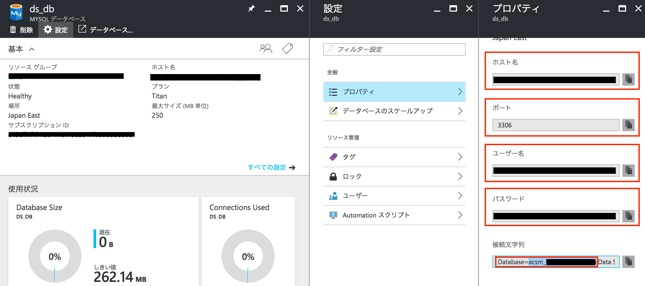 ds_db
MYSQL データベース
削除
設定
データベース...
基本
リソース グループ
ホスト名
状態
プラン
Healthy
Titan
場所
最大サイズ (MB 単位)
Japan East
250
サブスクリプション ID
すべての設定
使用状況
Database Size
DS_DB
0%
現在
0 B
しきい値
262.14 MB
Connections Used
DS_DB
0%
設定
ds_db
フィルター設定
全般
プロパティ
データベースのスケールアップ
リソース管理
タグ
ロック
ユーザー
Automation スクリプト
プロパティ
ds_db
Japan East
ホスト名
ポート
3306
ユーザー名
パスワード
接続文字列
Database=acsm_
Data S